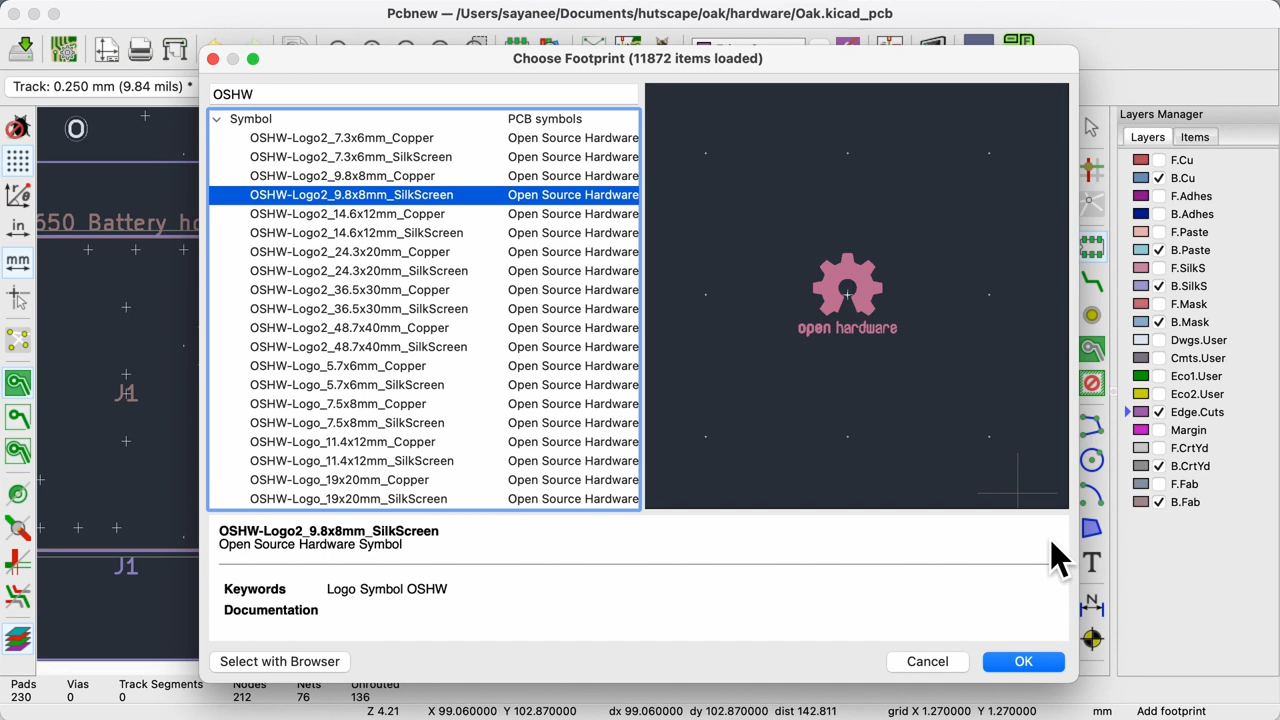 Pcbnew — /Users/sayanee/Documents/hutscape/oak/hardware/Oak.kicad_pcb
Choose Footprint (11872 items loaded)
Track: 0.250 mm (9.84 mils) *
OSHW
Symbol PCB symbols
OSHW-Logo2_7.3x6mm_Copper Open Source Hardware
OSHW-Logo2_7.3x6mm_SilkScreen Open Source Hardware
OSHW-Logo2_9.8x8mm_Copper Open Source Hardware
OSHW-Logo2_9.8x8mm_SilkScreen Open Source Hardware
OSHW-Logo2_14.6x12mm_Copper Open Source Hardware
OSHW-Logo2_14.6x12mm_SilkScreen Open Source Hardware
OSHW-Logo2_24.3x20mm_Copper Open Source Hardware
OSHW-Logo2_24.3x20mm_SilkScreen Open Source Hardware
OSHW-Logo2_36.5x30mm_Copper Open Source Hardware
OSHW-Logo2_36.5x30mm_SilkScreen Open Source Hardware
OSHW-Logo2_48.7x40mm_Copper Open Source Hardware
OSHW-Logo2_48.7x40mm_SilkScreen Open Source Hardware
OSHW-Logo_5.7x6mm_Copper Open Source Hardware
OSHW-Logo_5.7x6mm_SilkScreen Open Source Hardware
OSHW-Logo_7.5x8mm_Copper Open Source Hardware
OSHW-Logo_7.5x8mm_SilkScreen Open Source Hardware
OSHW-Logo_11.4x12mm_Copper Open Source Hardware
OSHW-Logo_11.4x12mm_SilkScreen Open Source Hardware
OSHW-Logo_19x20mm_Copper Open Source Hardware
OSHW-Logo_19x20mm_SilkScreen Open Source Hardware
open hardware
OSHW-Logo2_9.8x8mm_SilkScreen
Open Source Hardware Symbol
Keywords Logo Symbol OSHW
Documentation
Select with Browser Cancel OK
in
mm
650 Battery ho
J1
J1
T
N
Layers Manager
Layers Items
F.Cu
B.Cu
F.Adhes
B.Adhes
F.Paste
B.Paste
F.SilkS
B.SilkS
F.Mask
B.Mask
Dwgs.User
Cmts.User
Eco1.User
Eco2.User
Edge.Cuts
Margin
F.CrtYd
B.CrtYd
F.Fab
B.Fab
Pads Vias Track Segments Nodes Nets Unrouted
230 0 0 212 76 136
Z 4.21 X 99.060000 Y 102.870000 dx 99.060000 dy 102.870000 dist 142.811 grid X 1.270000 Y 1.270000 mm Add footprint